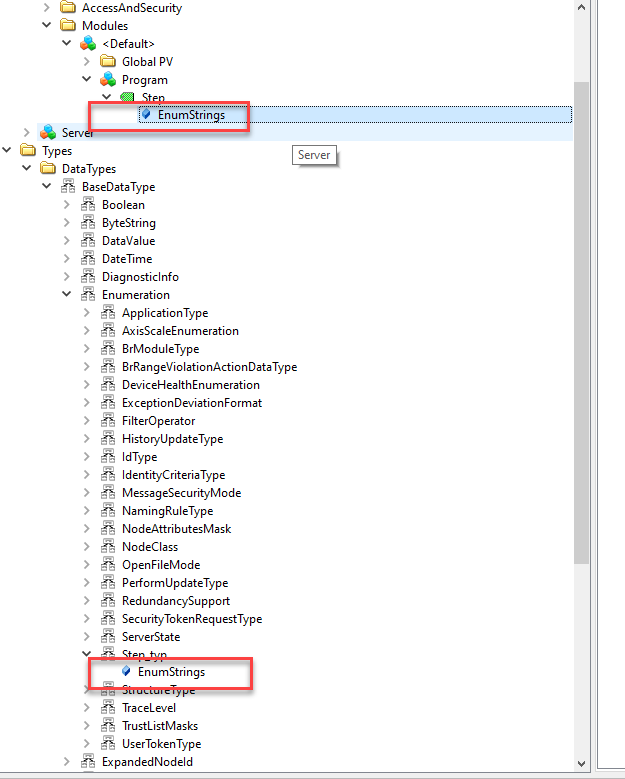 AccessAndSecurity
Modules
<Default>
Global PV
Program
Step
EnumStrings
Server
Types
Server
DataTypes
BaseDataType
Boolean
ByteString
DataValue
DateTime
DiagnosticInfo
Enumeration
ApplicationType
AxisScaleEnumeration
BrModuleType
BrRangeViolationActionDataType
DeviceHealthEnumeration
ExceptionDeviationFormat
FilterOperator
HistoryUpdateType
IdType
IdentityCriteriaType
MessageSecurityMode
NamingRuleType
NodeAttributesMask
NodeClass
OpenFileMode
PerformUpdateType
RedundancySupport
SecurityTokenRequestType
ServerState
Step_typ
EnumStrings
StructureType
TraceLevel
TrustListMasks
UserTokenType
ExpandedNodeId